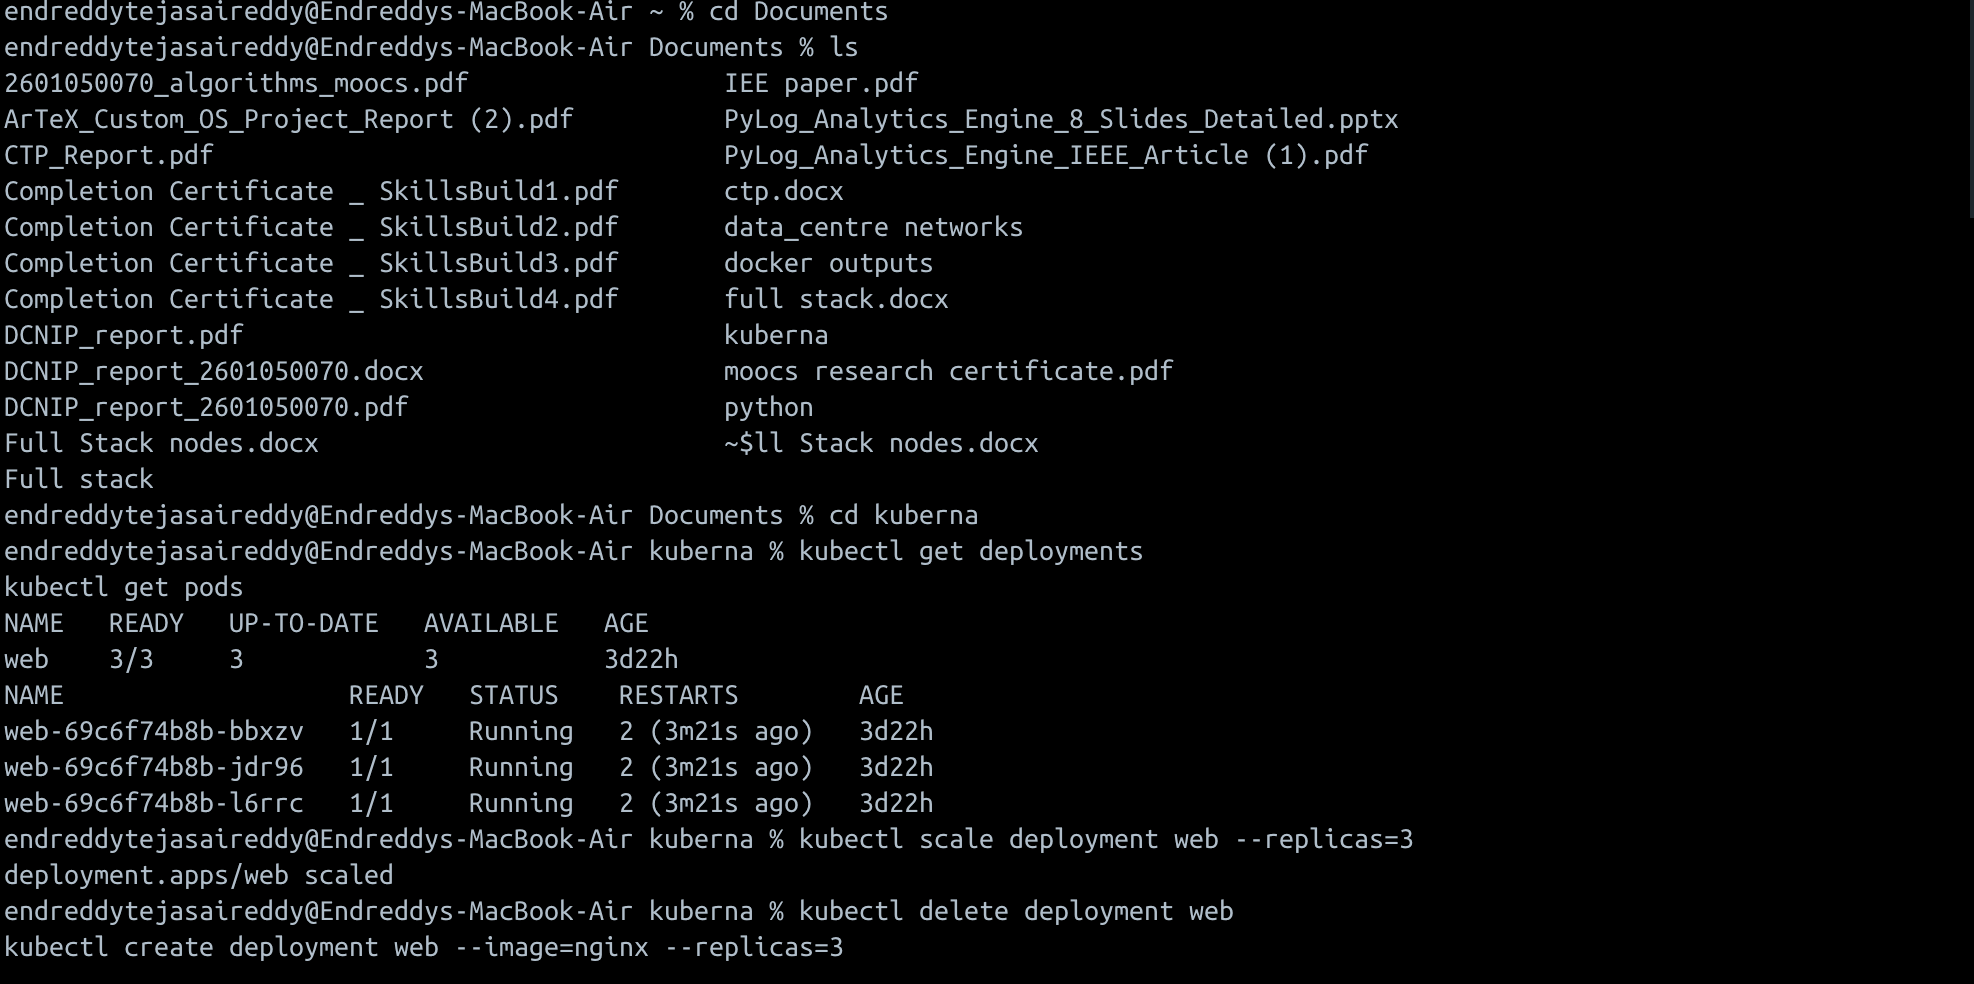 endreddytejasaireddy@Endreddys-MacBook-Air ~ % cd Documents
endreddytejasaireddy@Endreddys-MacBook-Air Documents % ls
2601050070_algorithms_moocs.pdf                 IEE paper.pdf
ArTeX_Custom_OS_Project_Report (2).pdf          PyLog_Analytics_Engine_8_Slides_Detailed.pptx
CTP_Report.pdf                                  PyLog_Analytics_Engine_IEEE_Article (1).pdf
Completion Certificate _ SkillsBuild1.pdf       ctp.docx
Completion Certificate _ SkillsBuild2.pdf       data_centre networks
Completion Certificate _ SkillsBuild3.pdf       docker outputs
Completion Certificate _ SkillsBuild4.pdf       full stack.docx
DCNIP_report.pdf                                kuberna
DCNIP_report_2601050070.docx                    moocs research certificate.pdf
DCNIP_report_2601050070.pdf                     python
Full Stack nodes.docx                           ~$ll Stack nodes.docx
Full stack
endreddytejasaireddy@Endreddys-MacBook-Air Documents % cd kuberna
endreddytejasaireddy@Endreddys-MacBook-Air kuberna % kubectl get deployments
kubectl get pods
NAME   READY   UP-TO-DATE   AVAILABLE   AGE
web    3/3     3            3           3d22h
NAME                   READY   STATUS    RESTARTS        AGE
web-69c6f74b8b-bbxzv   1/1     Running   2 (3m21s ago)   3d22h
web-69c6f74b8b-jdr96   1/1     Running   2 (3m21s ago)   3d22h
web-69c6f74b8b-l6rrc   1/1     Running   2 (3m21s ago)   3d22h
endreddytejasaireddy@Endreddys-MacBook-Air kuberna % kubectl scale deployment web --replicas=3
deployment.apps/web scaled
endreddytejasaireddy@Endreddys-MacBook-Air kuberna % kubectl delete deployment web
kubectl create deployment web --image=nginx --replicas=3